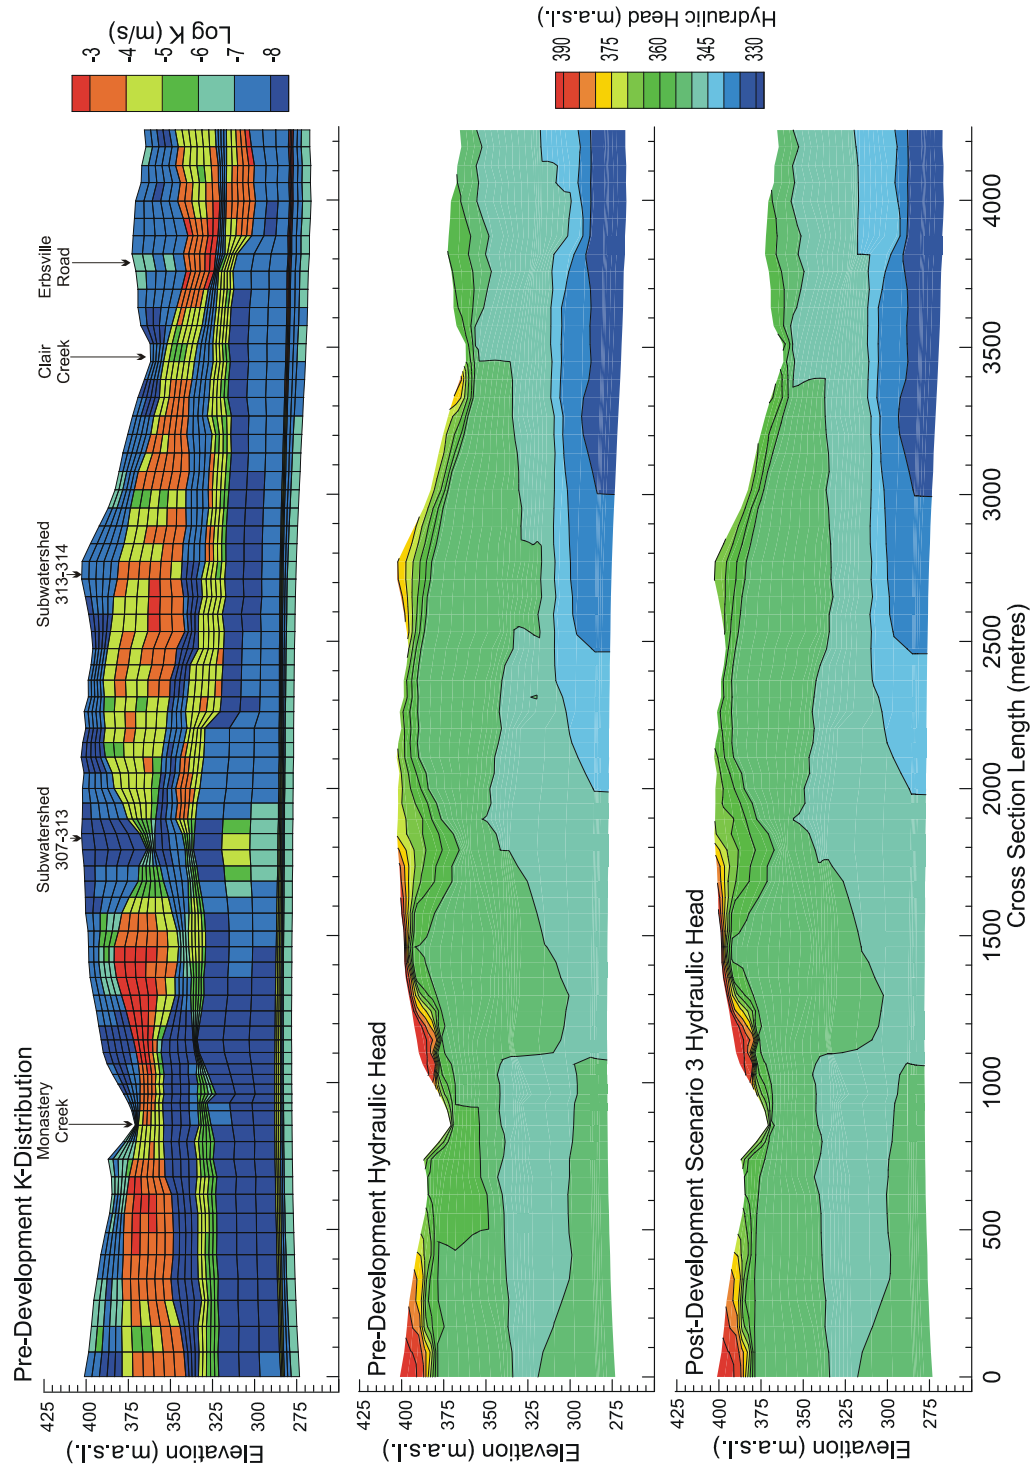 Pre-Development K-Distribution
Monastery
Creek
Subwatershed
307-313
Subwatershed
313-314
Clair
Creek
Erbsville
Road
Log K (m/s)
-3
-4
-5
-6
-7
-8
Elevation (m.a.s.l.)
425
400
375
350
325
300
275
Pre-Development Hydraulic Head
Elevation (m.a.s.l.)
425
400
375
350
325
300
275
Hydraulic Head
(m.a.s.l.)
390
375
360
345
330
Post-Development Scenario 3 Hydraulic Head
Elevation (m.a.s.l.)
425
400
375
350
325
300
275
0
500
1000
1500
2000
2500
3000
3500
4000
Cross Section Length (metres)